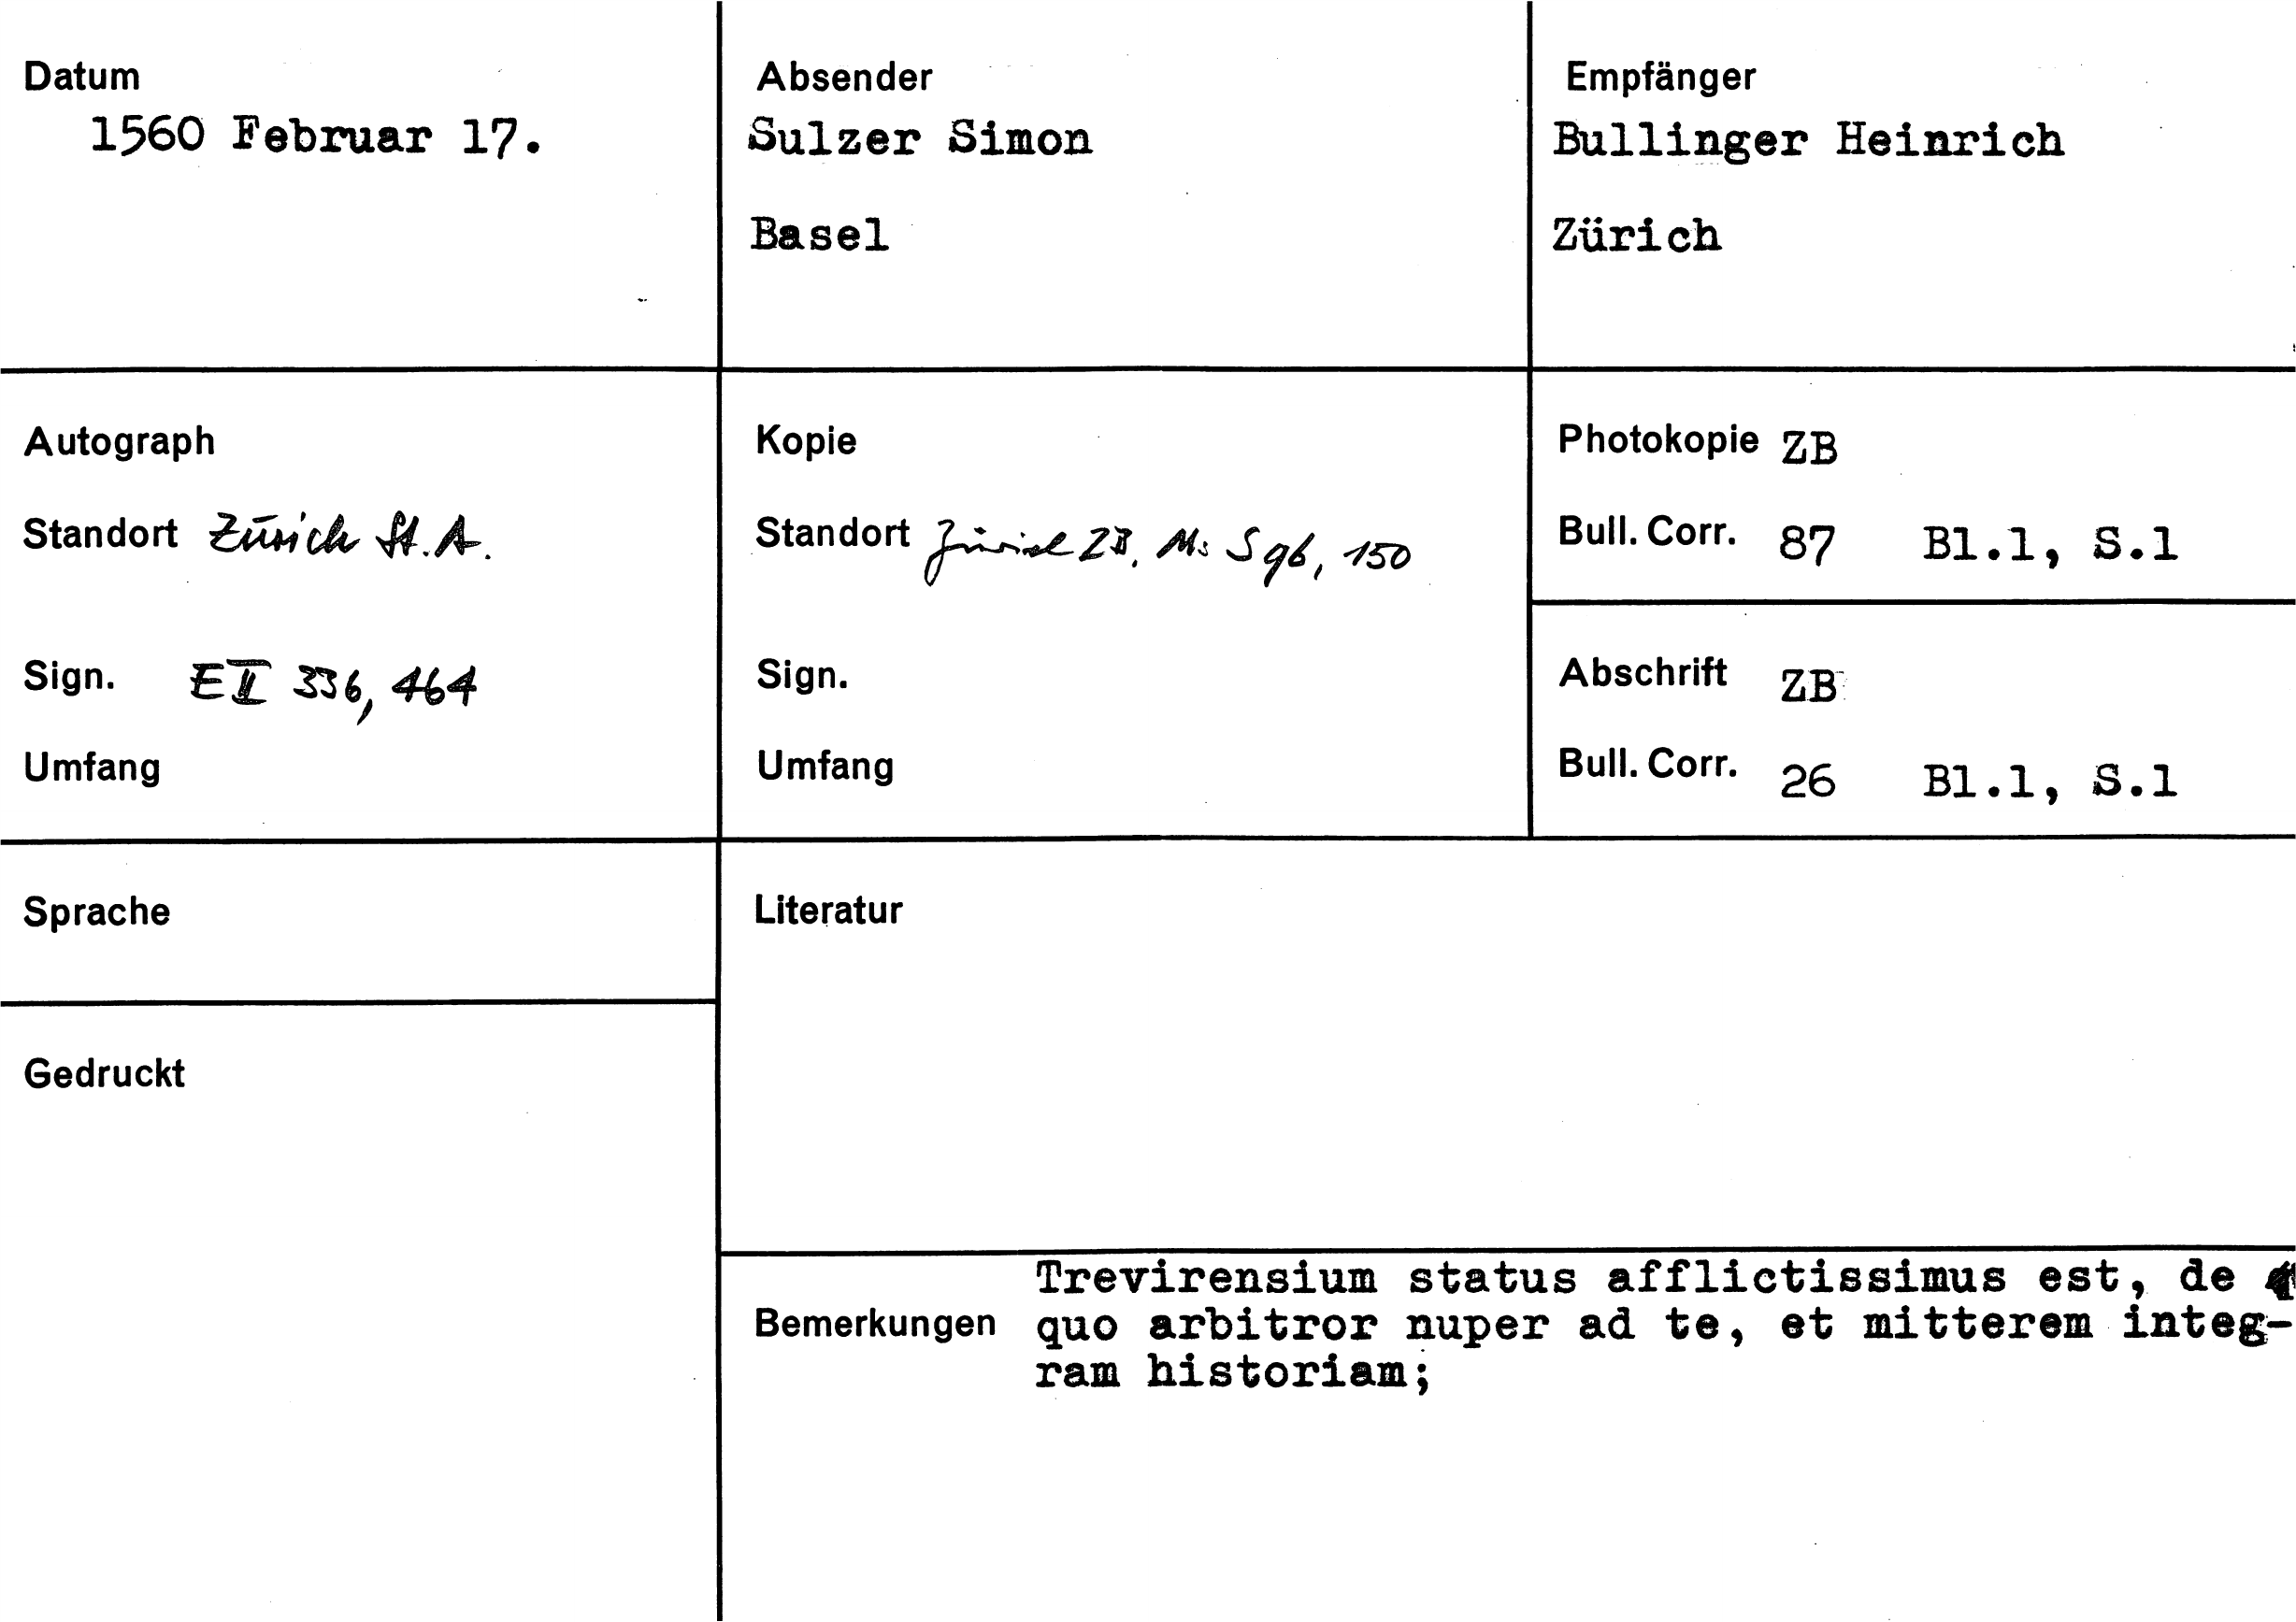 Datum
1560 Februar 17.
Absender
Sulzer Simon
Basel
Empfänger
Bullinger Heinrich
Zürich
Autograph
Standort Zürich St.A.
Sign. E II 336, 464
Umfang
Kopie
Standort Zürich ZB, Ms S 96, 150
Sign.
Umfang
Photokopie ZB
Bull. Corr. 87 Bl.1, S.1
Abschrift ZB
Bull. Corr. 26 Bl.1, S.1
Sprache
Literatur
Gedruckt
Bemerkungen
Trevirensium status afflictissimus est, de
quo arbitror nuper ad te, et mitterem integ-
ram historiam;